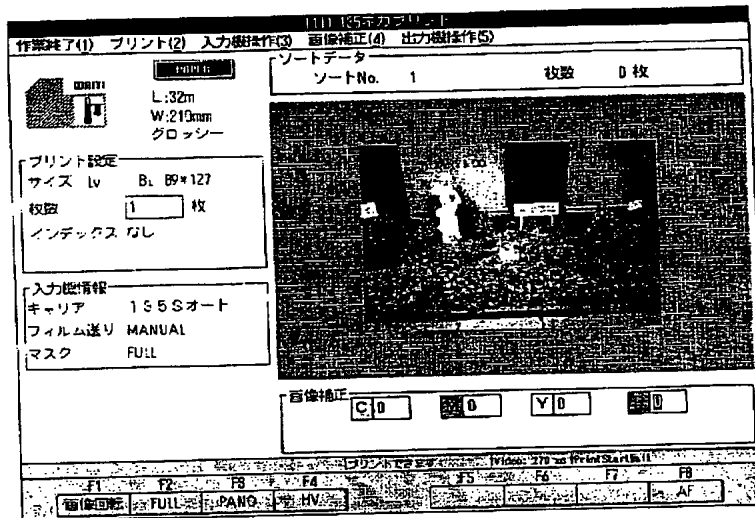 作業終了(1) プリント(2) 入力機操作(3) 画像補正(4) 出力機操作(5)
L:32m
W:210mm
グロッシー
ソートデータ
ソートNo. 1 枚数 0 枚
プリント設定
サイズ Lv 89*127
枚数 1 枚
インデックス なし
入力機情報
キャリア 135Sオート
フィルム送り MANUAL
マスク FULL
画像補正
C 0 0 Y 0 0
F1 F2 F3 F4 F5 F6 F7 F8
画像回転 FULL PANO HV AF